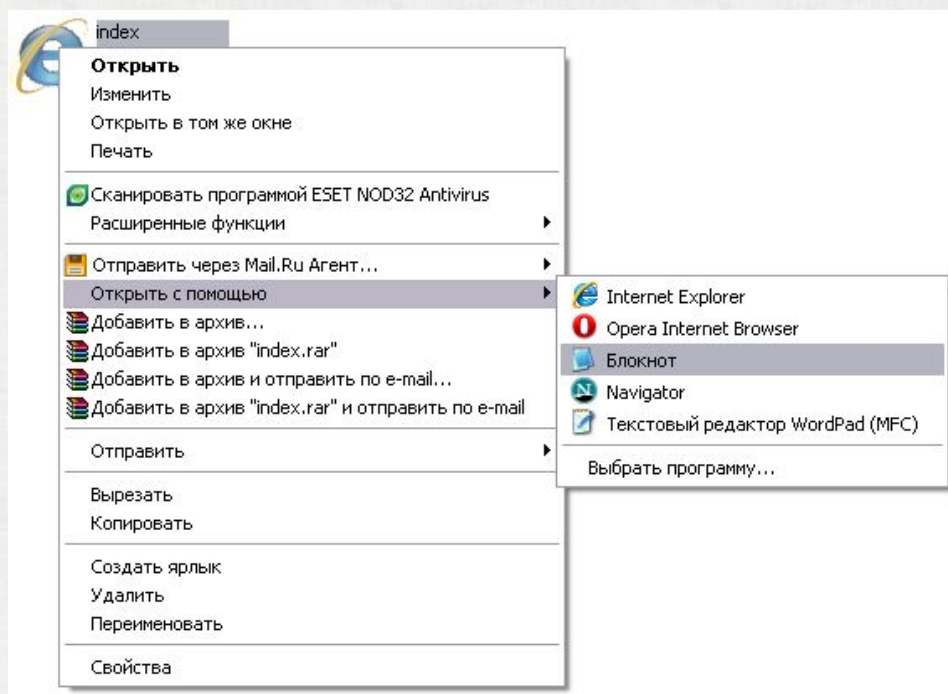 index
Открыть
Изменить
Открыть в том же окне
Печать
Сканировать программой ESET NOD32 Antivirus
Расширенные функции
Отправить через Mail.Ru Агент...
Открыть с помощью
Добавить в архив...
Добавить в архив "index.rar"
Добавить в архив и отправить по e-mail...
Добавить в архив "index.rar" и отправить по e-mail
Отправить
Вырезать
Копировать
Создать ярлык
Удалить
Переименовать
Свойства
Internet Explorer
Opera Internet Browser
Блокнот
Navigator
Текстовый редактор WordPad (MFC)
Выбрать программу...